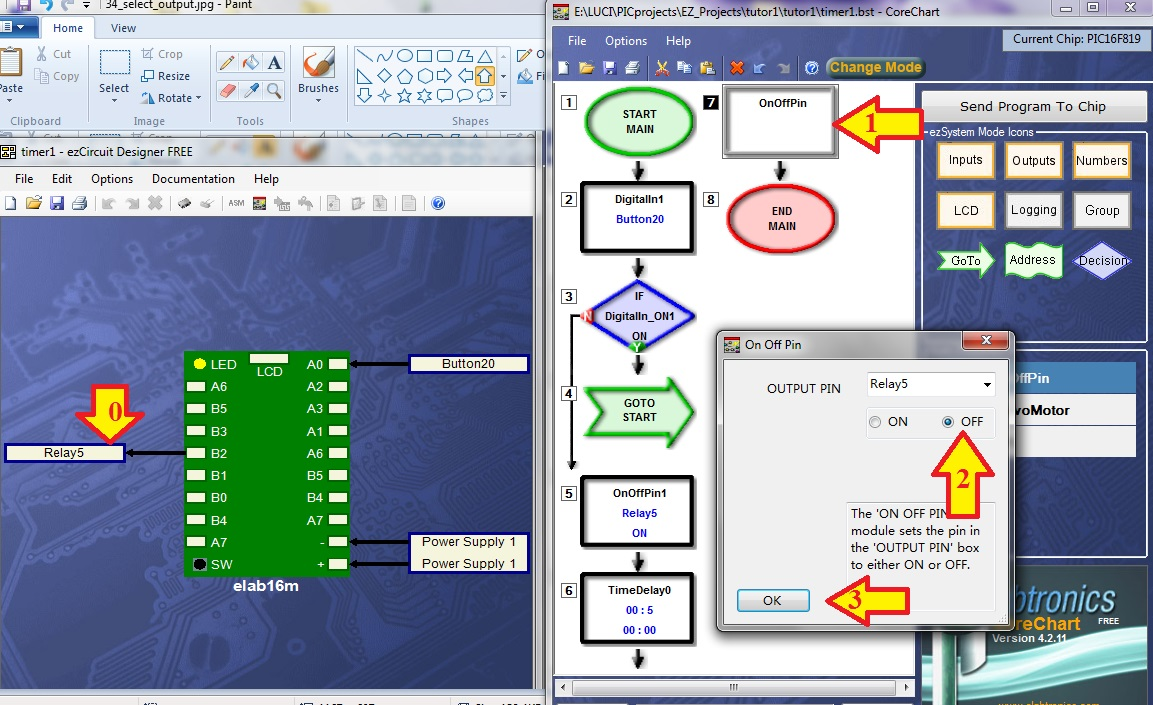 34_select_output.jpg - Paint
Home
View
Paste
Cut
Copy
Clipboard
Select
Crop
Resize
Rotate
Image
A
Tools
Brushes
Shapes
timer1 - ezCircuit Designer FREE
File
Edit
Options
Documentation
Help
ASM
LED
LCD
A0
A6
A2
B5
A3
B3
A1
B2
A6
B1
B5
B0
B4
B4
A7
A7
-
SW
+
elab16m
Button20
0
Relay5
Power Supply 1
Power Supply 1
E:\LUCI\PICprojects\EZ_Projects\tutor1\tutor1\timer1.bst - CoreChart
File
Options
Help
Current Chip: PIC16F819
Change Mode
1
START
MAIN
2
DigitalIn1
Button20
3
IF
DigitalIn_ON1
ON
N
Y
4
GOTO
START
5
OnOffPin1
Relay5
ON
6
TimeDelay0
00 : 5
00 : 00
7
OnOffPin
1
8
END
MAIN
Send Program To Chip
ezSystem Mode Icons
Inputs
Outputs
Numbers
LCD
Logging
Group
GoTo
Address
Decision
On Off Pin
OUTPUT PIN
Relay5
ON
OFF
2
The 'ON OFF PIN
module sets the pin in
the 'OUTPUT PIN' box
to either ON or OFF.
OK
3
ffPin
voMotor
btronics
oreChart
FREE
Version 4.2.11